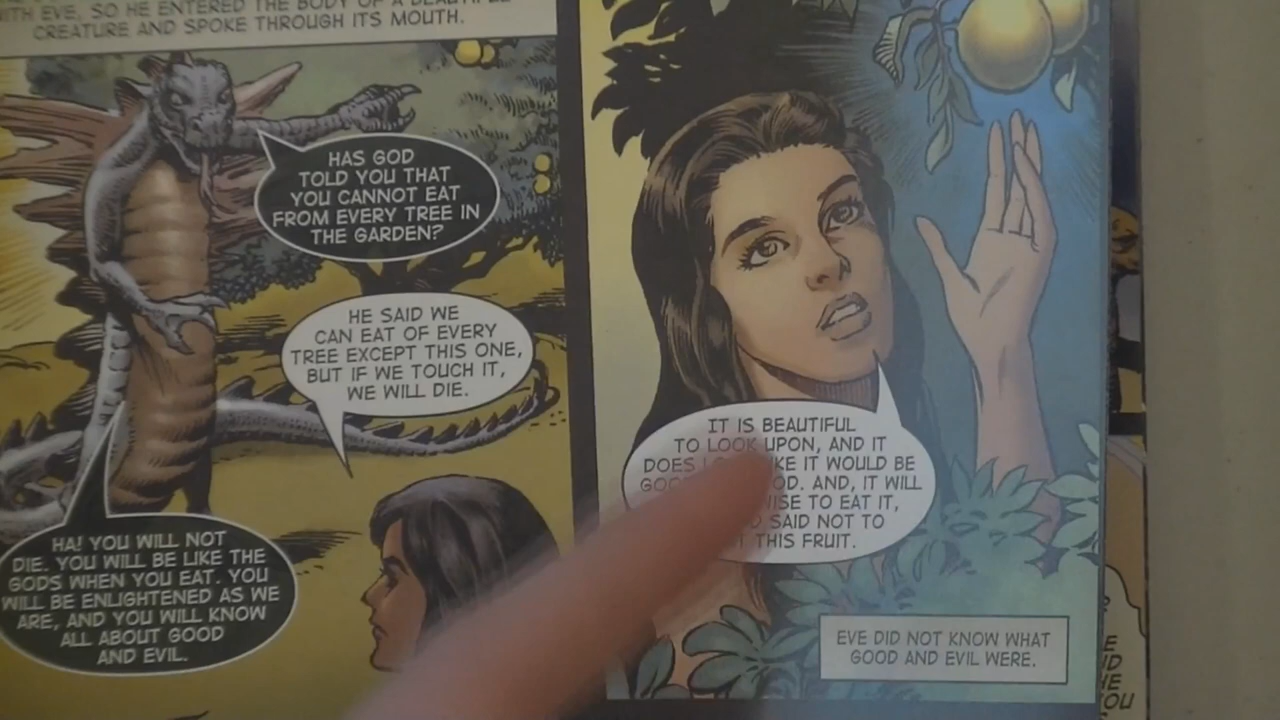 WITH EVE, SO HE ENTERED THE BODY OF A BEAUTIFUL
CREATURE AND SPOKE THROUGH ITS MOUTH.
HAS GOD
TOLD YOU THAT
YOU CANNOT EAT
FROM EVERY TREE IN
THE GARDEN?
HE SAID WE
CAN EAT OF EVERY
TREE EXCEPT THIS ONE,
BUT IF WE TOUCH IT,
WE WILL DIE.
HA! YOU WILL NOT
DIE. YOU WILL BE LIKE THE
GODS WHEN YOU EAT. YOU
WILL BE ENLIGHTENED AS WE
ARE, AND YOU WILL KNOW
ALL ABOUT GOOD
AND EVIL.
IT IS BEAUTIFUL
TO LOOK UPON, AND IT
DOES IT WOULD BE
AND, IT WILL
TO EAT IT,
SAID NOT TO
THIS FRUIT.
EVE DID NOT KNOW WHAT
GOOD AND EVIL WERE.